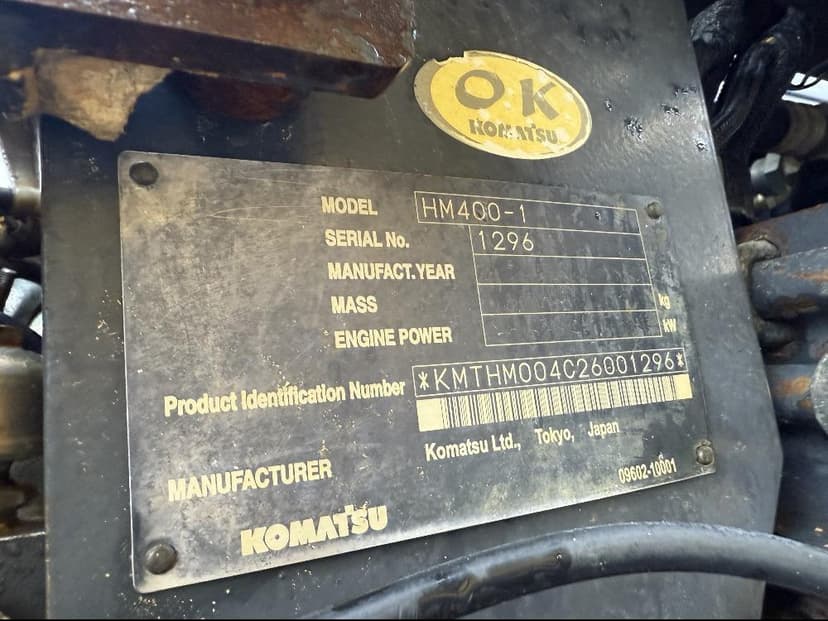 OK
KOMATSU
MODEL HM400-1
SERIAL No. 1296
MANUFACT.YEAR
MASS kg
ENGINE POWER kW
Product Identification Number *KMTHM004C26001296*
MANUFACTURER Komatsu Ltd., Tokyo, Japan
09602-10001
KOMATSU